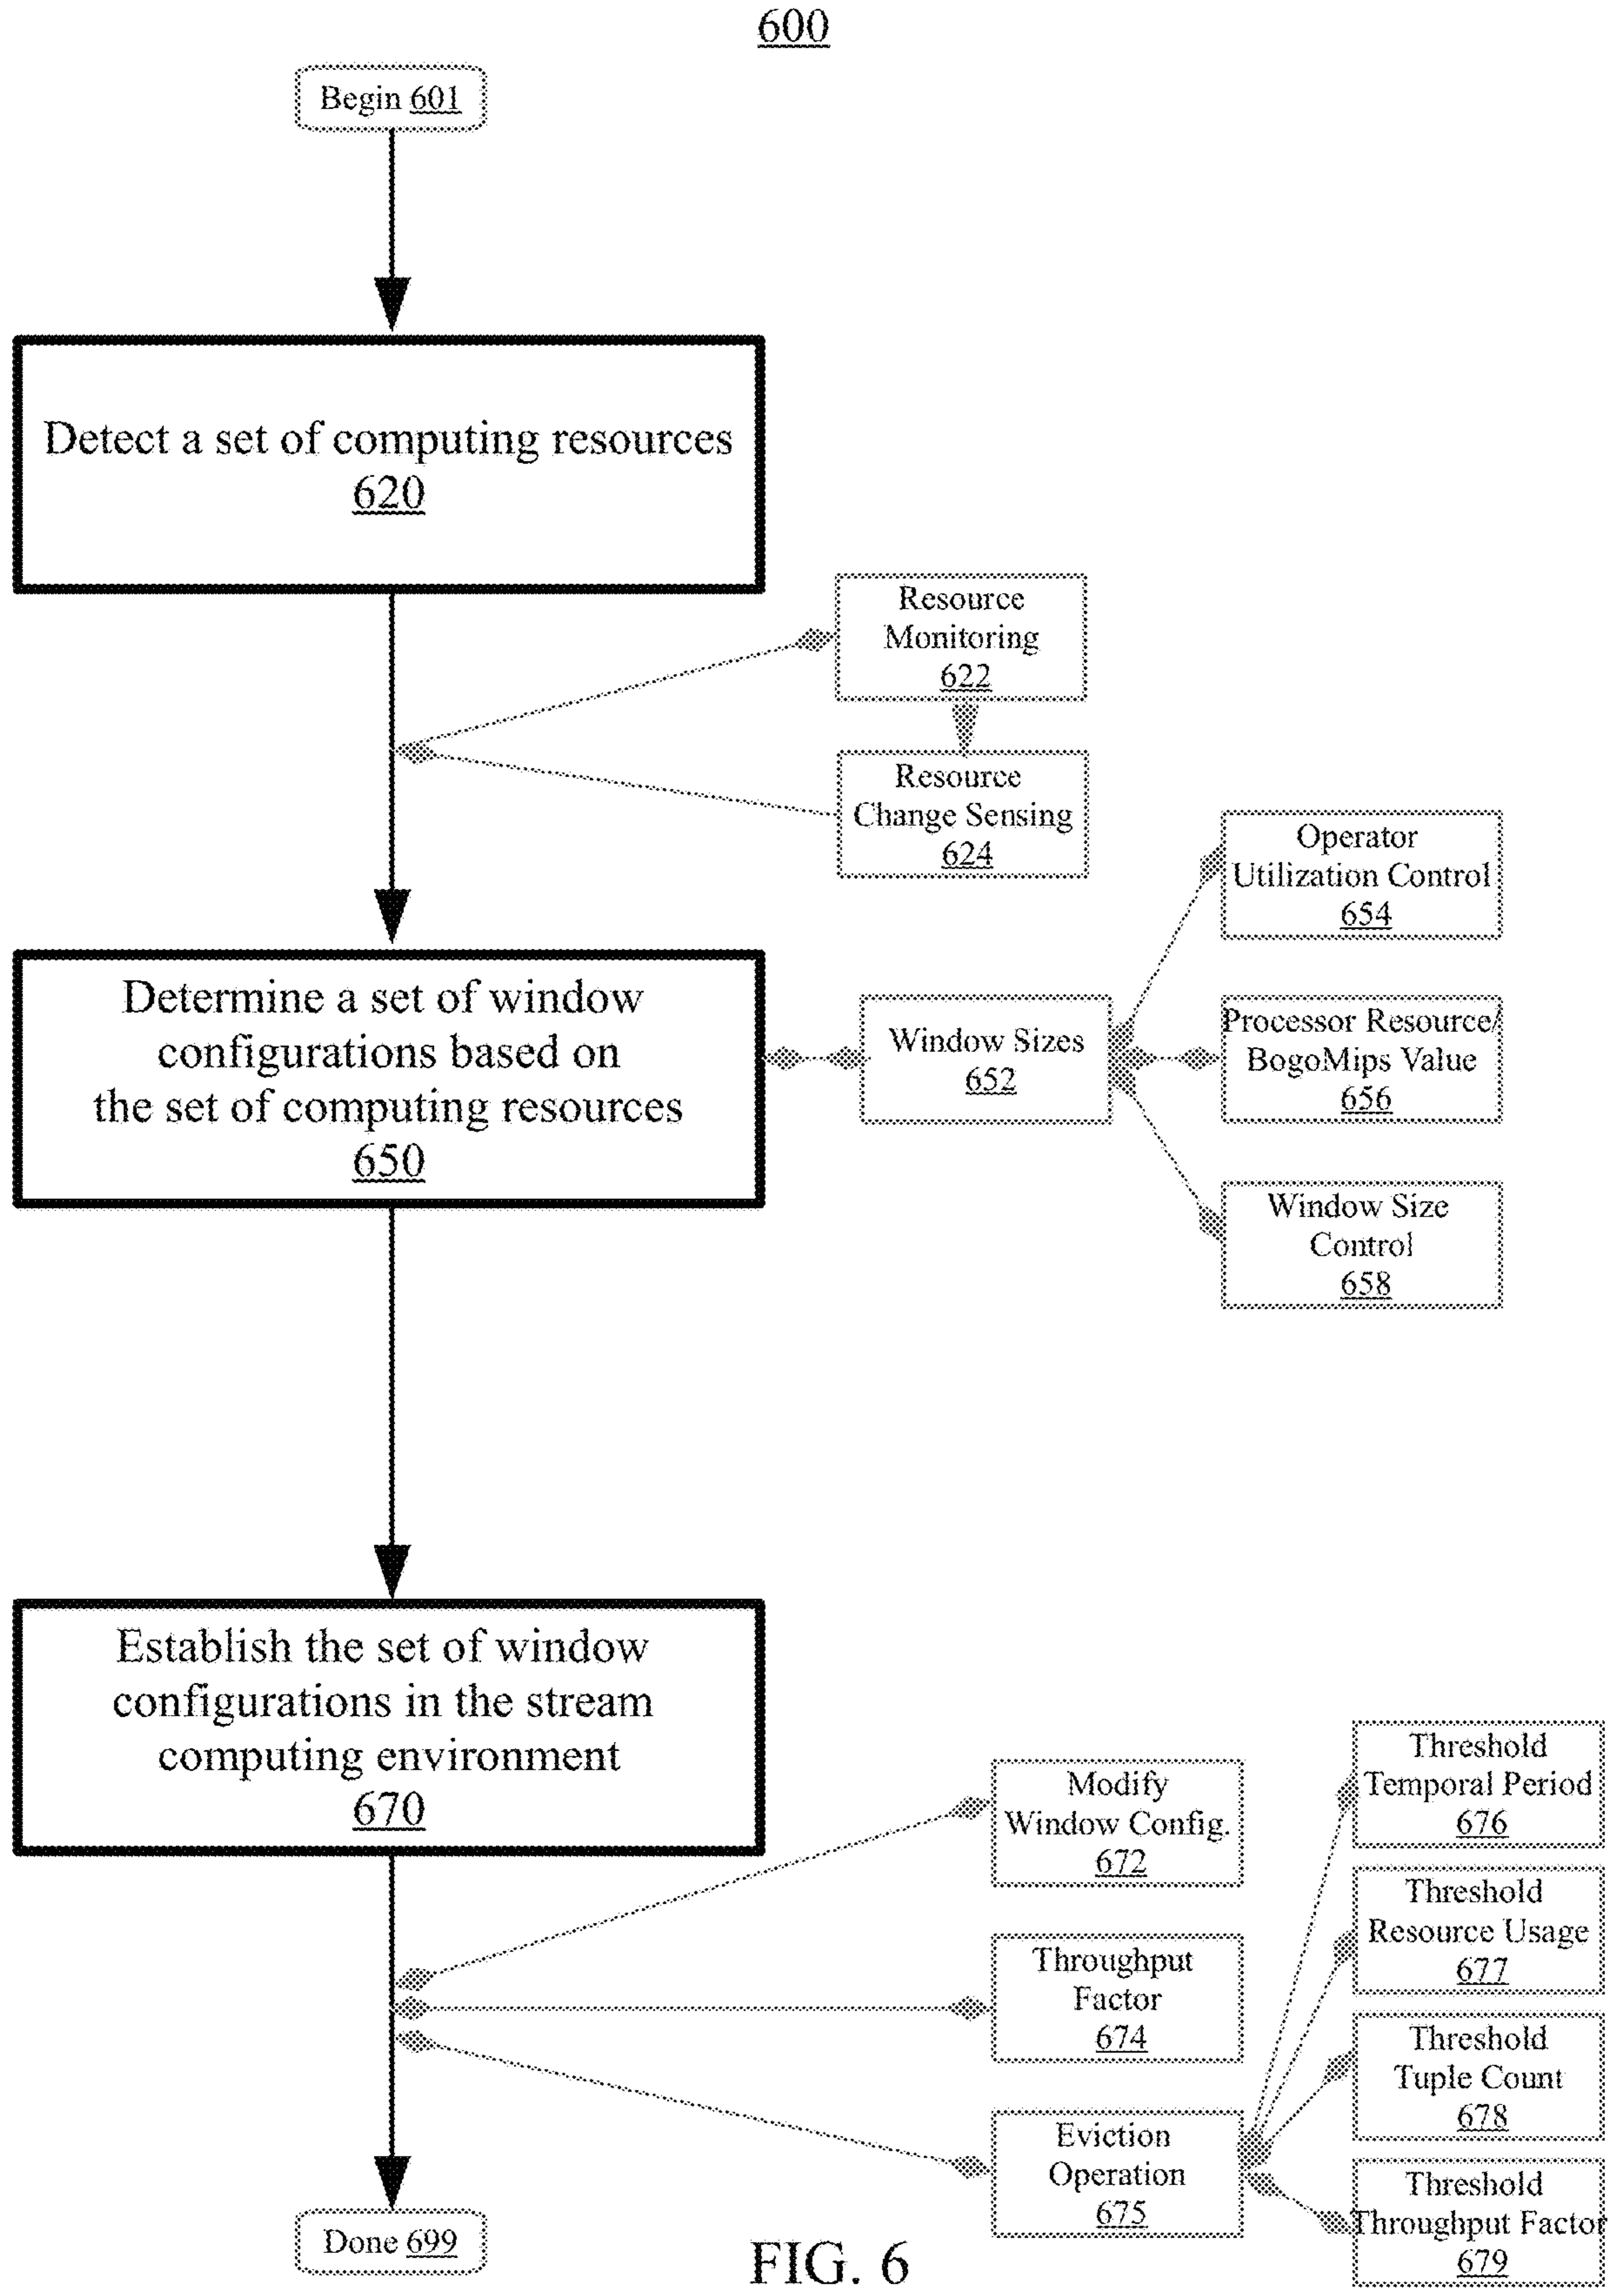 600
Begin 601
Detect a set of computing resources
620
Resource
Monitoring
622
Resource
Change Sensing
624
Operator
Utilization Control
654
Determine a set of window
configurations based on
the set of computing resources
650
Window Sizes
652
Processor Resource/
BogoMips Value
656
Window Size
Control
658
Establish the set of window
configurations in the stream
computing environment
670
Modify
Window Config.
672
Throughput
Factor
674
Eviction
Operation
675
Threshold
Temporal Period
676
Threshold
Resource Usage
677
Threshold
Tuple Count
678
Threshold
Throughput Factor
679
Done 699
FIG. 6